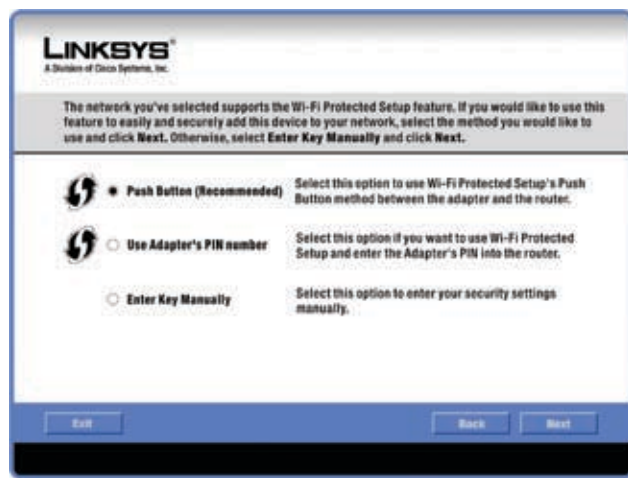 LINKSYS®
A Division of Cisco Systems, Inc.
The network you've selected supports the Wi-Fi Protected Setup feature. If you would like to use this
feature to easily and securely add this device to your network, select the method you would like to
use and click Next. Otherwise, select Enter Key Manually and click Next.
Push Button (Recommended)
Select this option to use Wi-Fi Protected Setup's Push
Button method between the adapter and the router.
Use Adapter's PIN number
Select this option if you want to use Wi-Fi Protected
Setup and enter the Adapter's PIN into the router.
Enter Key Manually
Select this option to enter your security settings
manually.
Exit
Back
Next